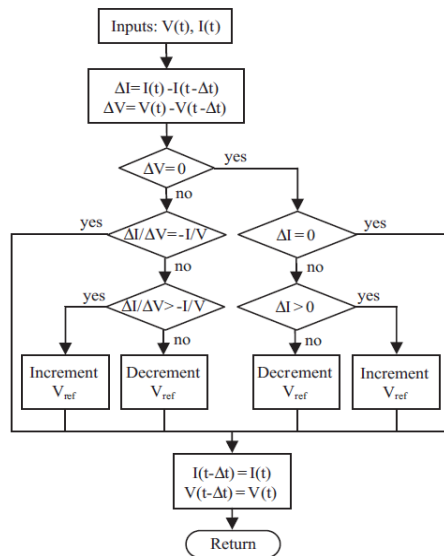 Inputs: V(t), I(t)
ΔI=I(t)-I(t-Δt)
ΔV=V(t)-V(t-Δt)
ΔV=0
yes
no
yes
ΔI/ΔV=-I/V
ΔI=0
yes
no
no
yes
ΔI/ΔV>-I/V
ΔI>0
yes
no
no
Increment
Vref
Decrement
Vref
Decrement
Vref
Increment
Vref
I(t-Δt)=I(t)
V(t-Δt)=V(t)
Return